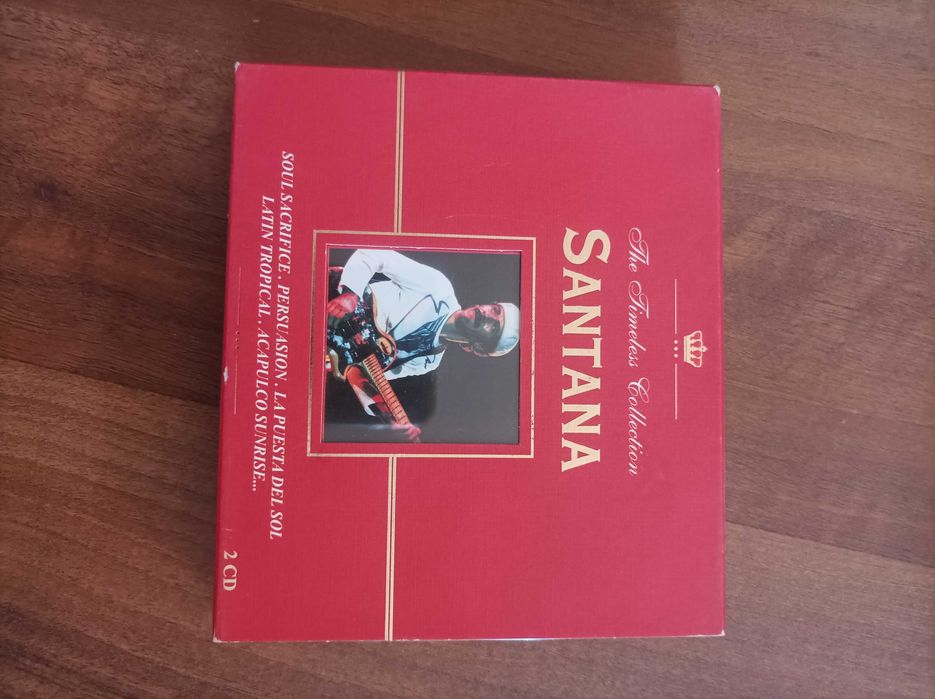 The Timeless Collection
SANTANA
SOUL SACRIFICE . PERSUASION . LA PUESTA DEL SOL
LATIN TROPICAL . ACAPULCO SUNRISE...
2 CD